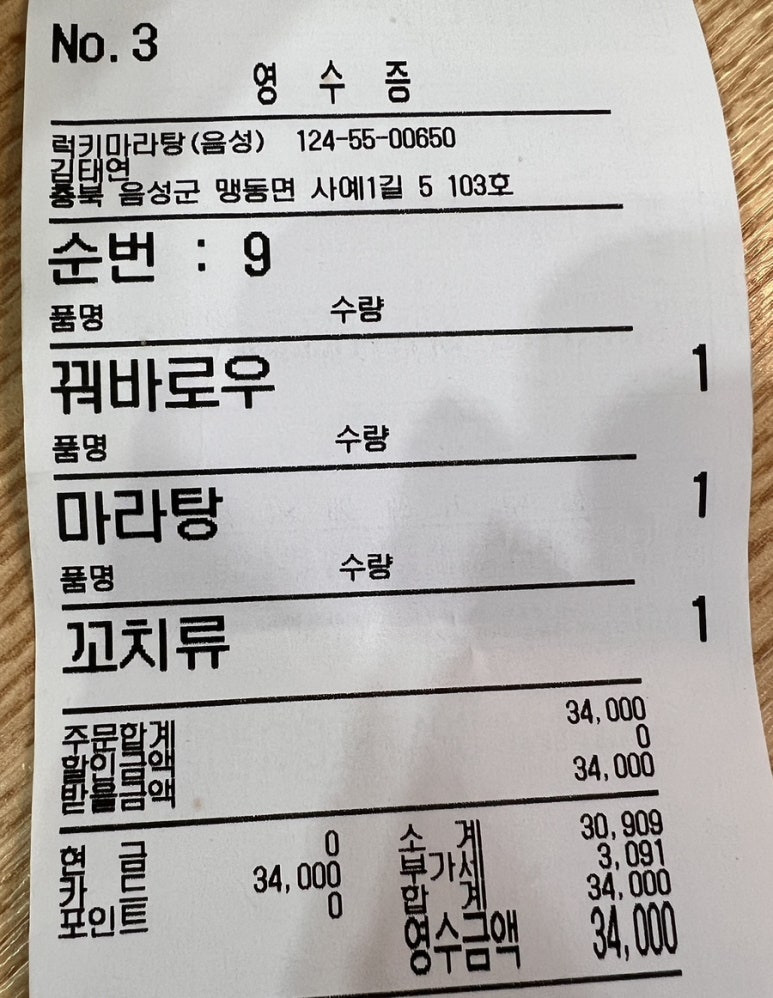 No.3
영 수 증
럭키마라탕(음성) 124-55-00650
김태연
충북 음성군 맹동면 사예1길 5 103호
순번 : 9
품명 수량
꿔바로우 1
품명 수량
마라탕 1
품명 수량
꼬치류 1
주문합계 34,000
할인금액 0
받을금액 34,000
현 금 0 소 계 30,909
카 드 34,000 부가세 3,091
포인트 0 합 계 34,000
영수금액 34,000